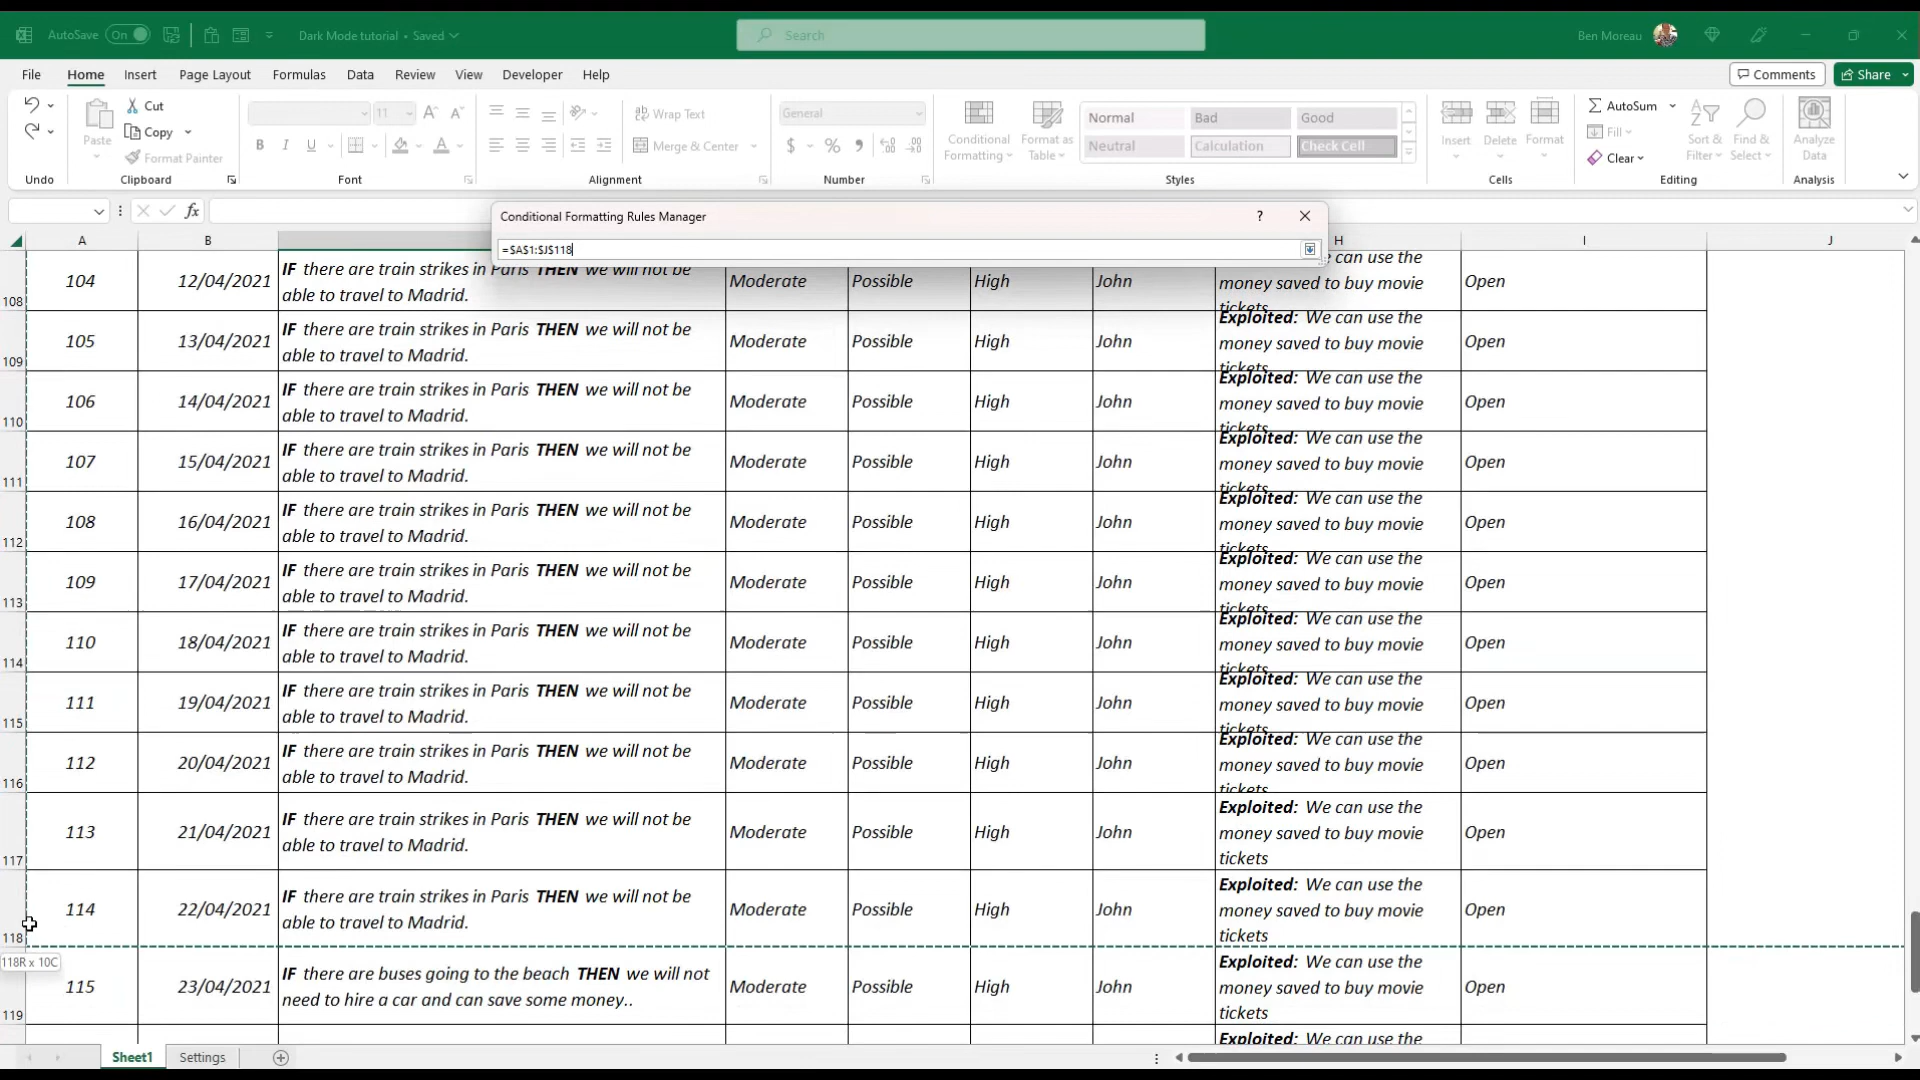 AutoSave On Dark Mode tutorial • Saved Search Ben Moreau
File Home Insert Page Layout Formulas Data Review View Developer Help Comments Share
Cut
Copy
Format Painter
Paste
Undo Clipboard
11
Font
Wrap Text
Merge & Center
Alignment
General
Number
Conditional Formatting
Format as Table
Normal Bad Good
Neutral Calculation Check Cell
Styles
Insert Delete Format
Cells
AutoSum
Fill
Clear
Sort & Filter
Find & Select
Editing
Analyze Data
Analysis
Conditional Formatting Rules Manager ?
=$A$1:$J$118
A B H I J
108 104 12/04/2021 IF there are train strikes in Paris THEN we will not be able to travel to Madrid. Moderate Possible High John can use the money saved to buy movie tickets Open
109 105 13/04/2021 IF there are train strikes in Paris THEN we will not be able to travel to Madrid. Moderate Possible High John Exploited: We can use the money saved to buy movie tickets Open
110 106 14/04/2021 IF there are train strikes in Paris THEN we will not be able to travel to Madrid. Moderate Possible High John Exploited: We can use the money saved to buy movie tickets Open
111 107 15/04/2021 IF there are train strikes in Paris THEN we will not be able to travel to Madrid. Moderate Possible High John Exploited: We can use the money saved to buy movie tickets Open
112 108 16/04/2021 IF there are train strikes in Paris THEN we will not be able to travel to Madrid. Moderate Possible High John Exploited: We can use the money saved to buy movie tickets Open
113 109 17/04/2021 IF there are train strikes in Paris THEN we will not be able to travel to Madrid. Moderate Possible High John Exploited: We can use the money saved to buy movie tickets Open
114 110 18/04/2021 IF there are train strikes in Paris THEN we will not be able to travel to Madrid. Moderate Possible High John Exploited: We can use the money saved to buy movie tickets Open
115 111 19/04/2021 IF there are train strikes in Paris THEN we will not be able to travel to Madrid. Moderate Possible High John Exploited: We can use the money saved to buy movie tickets Open
116 112 20/04/2021 IF there are train strikes in Paris THEN we will not be able to travel to Madrid. Moderate Possible High John Exploited: We can use the money saved to buy movie tickets Open
117 113 21/04/2021 IF there are train strikes in Paris THEN we will not be able to travel to Madrid. Moderate Possible High John Exploited: We can use the money saved to buy movie tickets Open
118 114 22/04/2021 IF there are train strikes in Paris THEN we will not be able to travel to Madrid. Moderate Possible High John Exploited: We can use the money saved to buy movie tickets Open
118R x 10C
119 115 23/04/2021 IF there are buses going to the beach THEN we will not need to hire a car and can save some money.. Moderate Possible High John Exploited: We can use the money saved to buy movie tickets Open
Exploited: We can use the
Sheet1 Settings